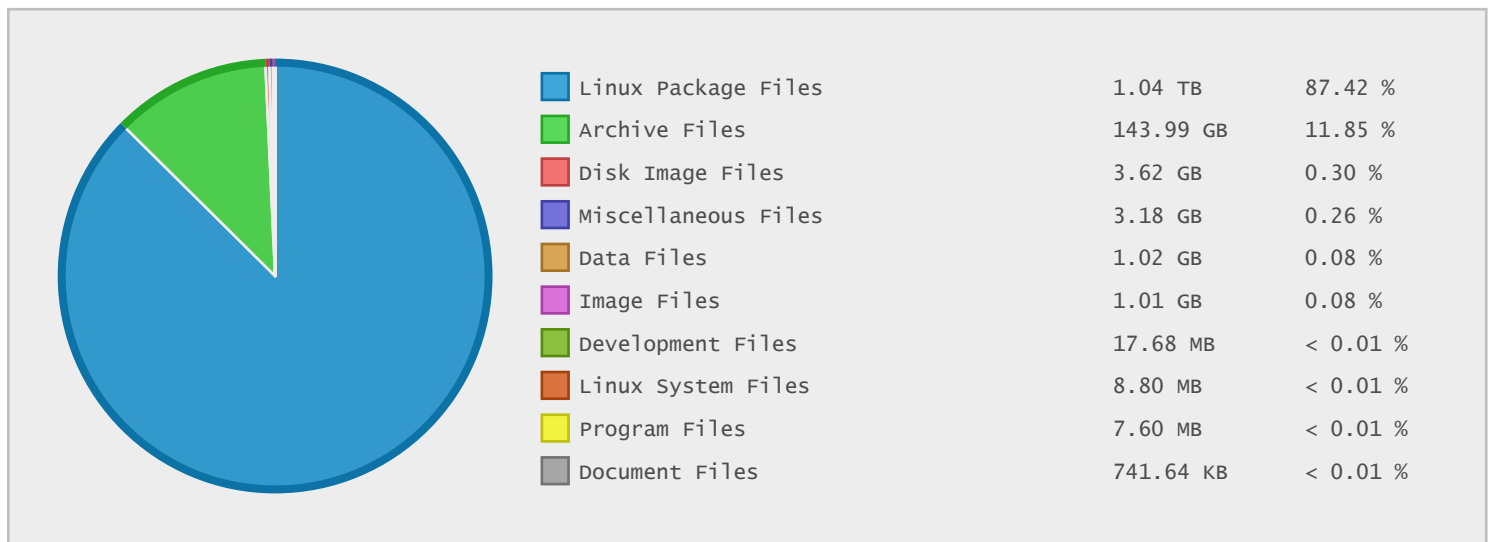 Linux Package Files 1.04 TB 87.42 %
Archive Files 143.99 GB 11.85 %
Disk Image Files 3.62 GB 0.30 %
Miscellaneous Files 3.18 GB 0.26 %
Data Files 1.02 GB 0.08 %
Image Files 1.01 GB 0.08 %
Development Files 17.68 MB < 0.01 %
Linux System Files 8.80 MB < 0.01 %
Program Files 7.60 MB < 0.01 %
Document Files 741.64 KB < 0.01 %